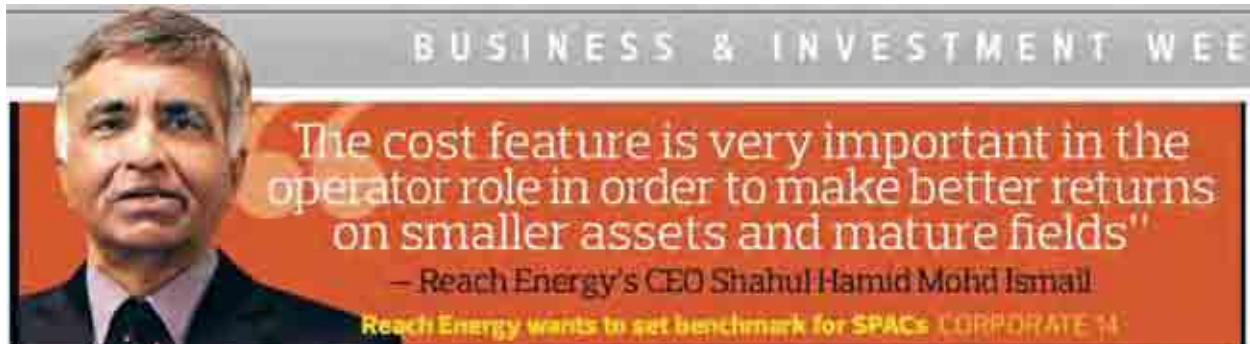 BUSINESS & INVESTMENT WEE
The cost feature is very important in the
operator role in order to make better returns
on smaller assets and mature fields"
– Reach Energy's CEO Shahul Hamid Mohd Ismail
Reach Energy wants to set benchmark for SPACs CORPORATE 14